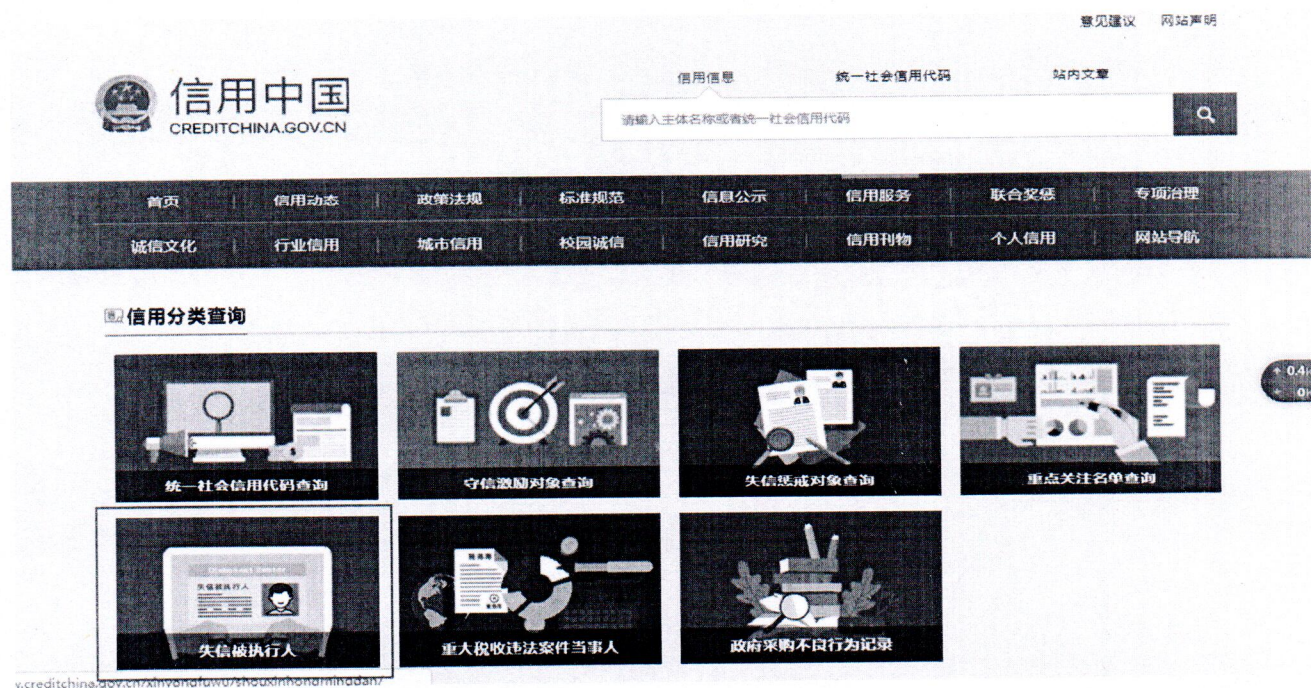 意见建议 网站声明
信用中国
CREDITCHINA.GOV.CN
信用信息 统一社会信用代码 站内文章
请输入主体名称或者统一社会信用代码
首页 信用动态 政策法规 标准规范 信息公示 信用服务 联合奖惩 专项治理
诚信文化 行业信用 城市信用 校园诚信 信用研究 信用刊物 个人信用 网站导航
信用分类查询
统一社会信用代码查询 守信激励对象查询 失信惩戒对象查询 重点关注名单查询
失信被执行人
失信被执行人 重大税收违法案件当事人 政府采购不良行为记录
v.creditchina.gov.cn/xinyongfuwu/shouxinhongmingdan/